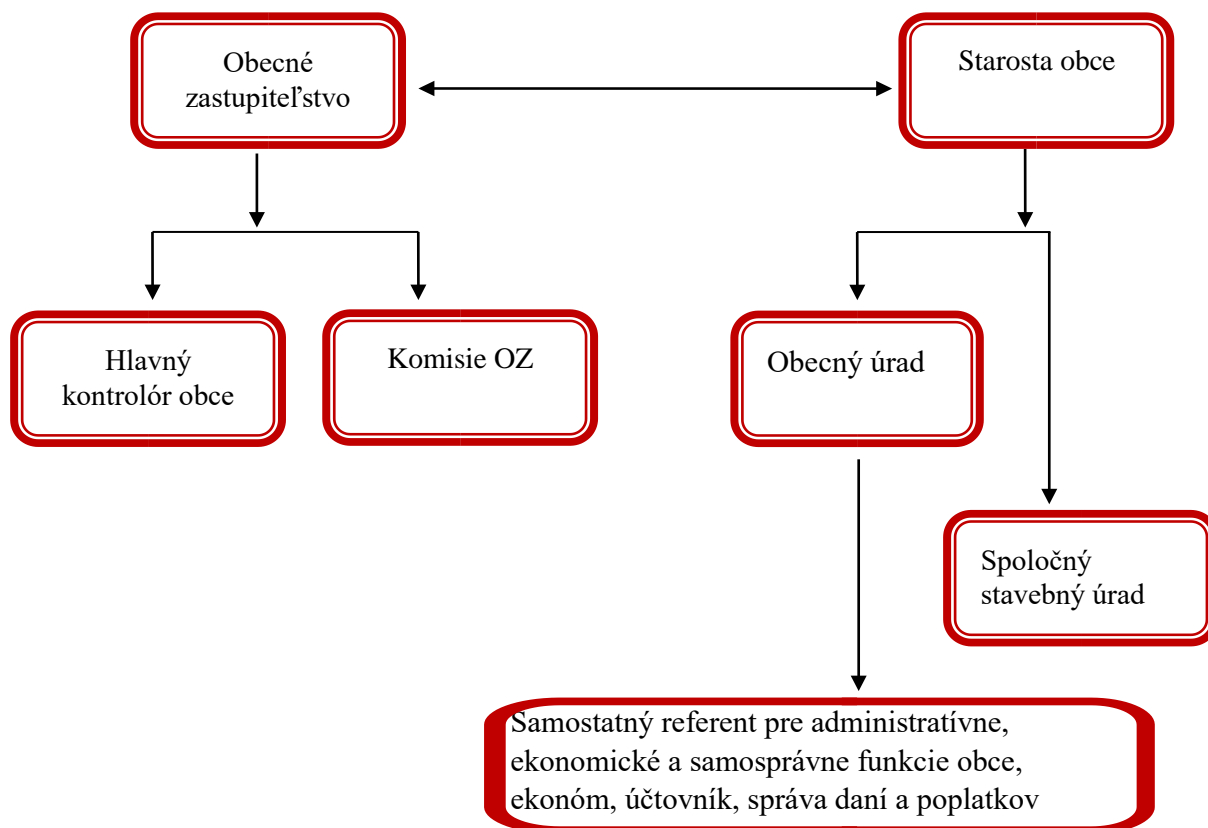 Obecné
zastupiteľstvo
Starosta obce
Hlavný
kontrolór obce
Komisie OZ
Obecný úrad
Spoločný
stavebný úrad
Samostatný referent pre administratívne,
ekonomické a samosprávne funkcie obce,
ekonóm, účtovník, správa daní a poplatkov